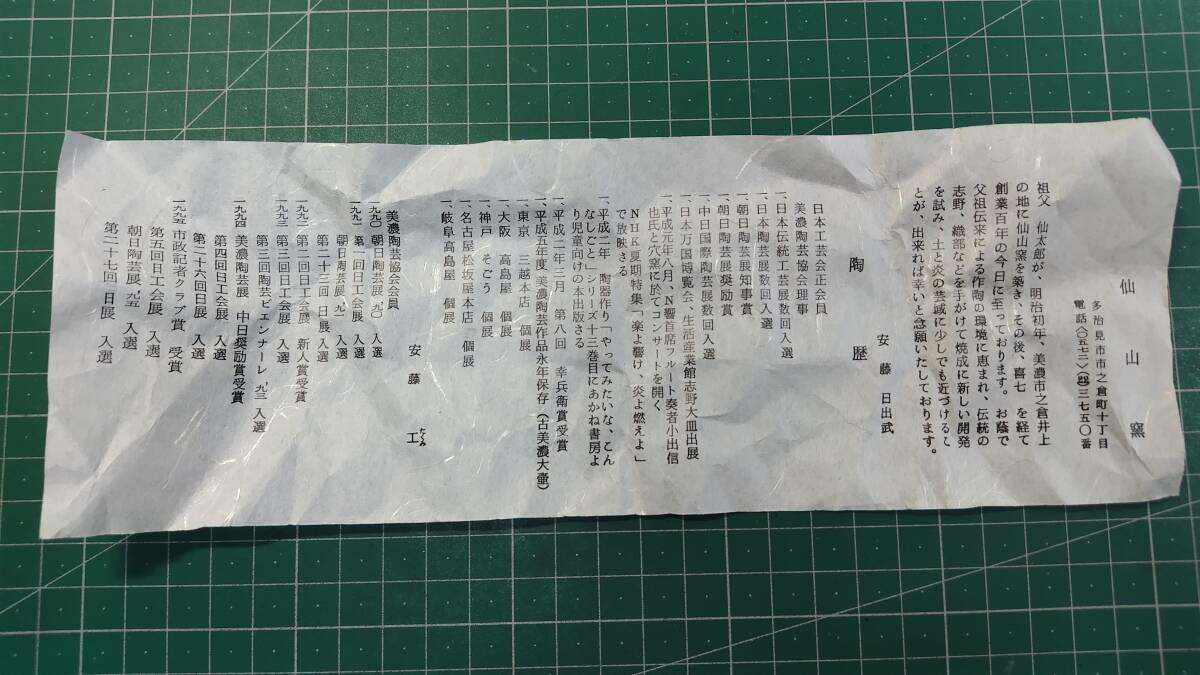 仙山窯
多治見市市之倉町十丁目
祖父　仙太郎が、明治初年、美濃市之倉井上
の地に仙山窯を築き、その後、喜七　を経て
創業百年の今日に至っております。お蔭で
父祖伝来による作陶の環境に恵まれ、伝統の
志野、織部などを手がけて焼成に新しい開発
を試み、土と炎の芸域に少しでも近づけるこ
とが、出来れば幸いと念願いたしております。
安藤　日出武
陶歴
日本工芸会正会員
美濃陶芸協会理事
一、日本伝統工芸展数回入選
一、日本陶芸展数回入選
一、朝日陶芸展知事賞
一、朝日陶芸展奨励賞
一、中日国際陶芸展数回入選
一、日本万国博覧会、生活産業館志野大皿出展
一、平成元年八月、N響首席フルート奏者小出信
也氏と穴窯に於てコンサートを開く
NHK夏期特集「楽よ響け、炎よ燃えよ」
で放映さる
一、平成二年　陶器作り「やってみたいな、こん
なしごと」シリーズ十三巻目にあかね書房よ
り児童向けの本出版さる
一、平成二年三月　第八回　幸兵衛賞受賞
一、平成五年度美濃陶芸作品永年保存（古美濃大壷）
一、東京　三越本店　個展
一、大阪　高島屋　個展
一、神戸　そごう　個展
一、名古屋松坂屋本店　個展
一、岐阜高島屋　個展
安藤　工 たくみ
美濃陶芸協会会員
一九九〇 朝日陶芸展、九〇　入選
一九九一 第一回日工会展　入選
朝日陶芸展、九一　入選
第二十三回　日展　入選
一九九二 第二回日工会展　新人賞受賞
一九九三 第三回日工会展　入選
第三回陶芸ビエンナーレ、九三　入選
一九九四 美濃陶芸展　中日奨励賞受賞
第四回日工会展　入選
第二十六回日展　入選
一九九五 市政記者クラブ賞　受賞
第五回日工会展　入選
朝日陶芸展、九五　入選
第二十七回　日展　入選